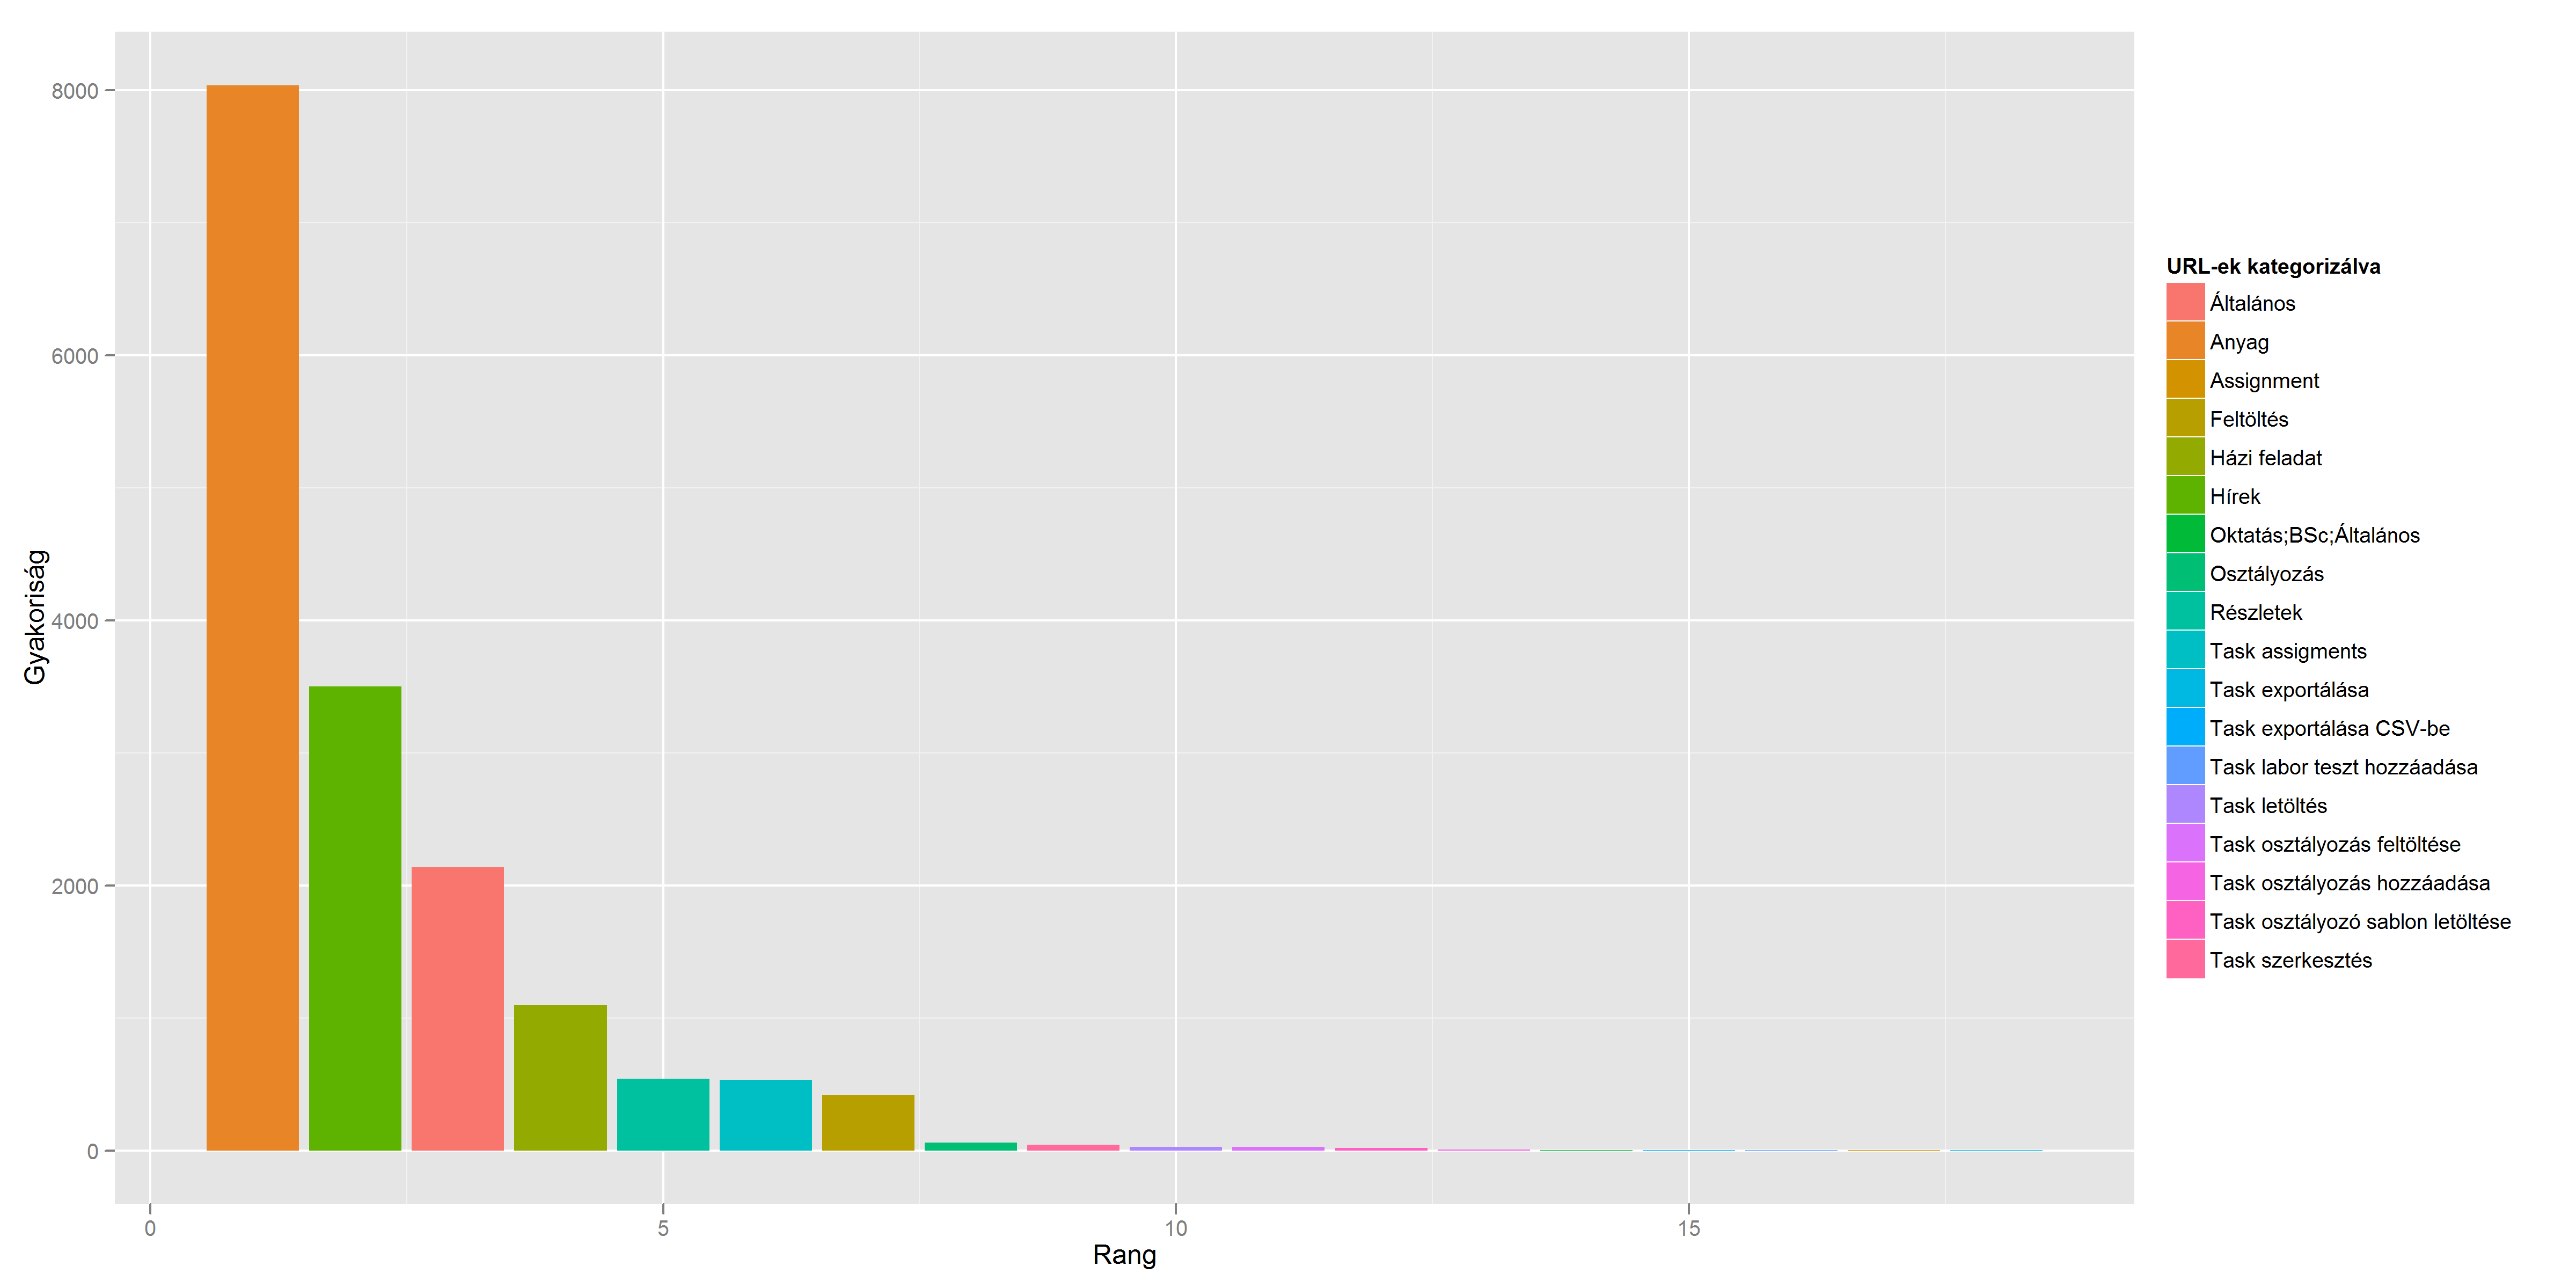 8000
6000
4000
2000
0
Gyakoriság
0
5
10
15
Rang
URL-ek kategorizálva
Általános
Anyag
Assignment
Feltöltés
Házi feladat
Hírek
Oktatás;BSc;Általános
Osztályozás
Részletek
Task assigments
Task exportálása
Task exportálása CSV-be
Task labor teszt hozzáadása
Task letöltés
Task osztályozás feltöltése
Task osztályozás hozzáadása
Task osztályozó sablon letöltése
Task szerkesztés